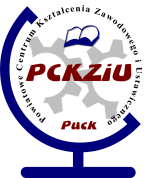 Powiatowe Centrum Kształcenia Zawodowego i Ustawicznego
PCKZiU
Puck